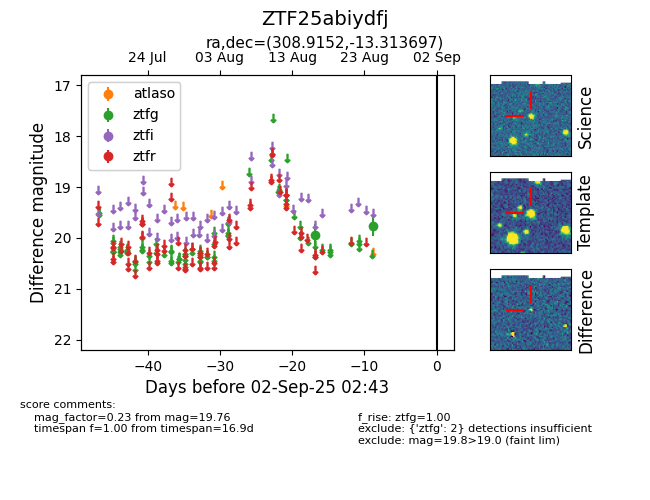 ZTF25abiydfj
ra,dec=(308.9152,-13.313697)
24 Jul 03 Aug 13 Aug 23 Aug 02 Sep
atlaso
ztfg
ztfi
ztfr
17
18
19
20
21
22
Difference magnitude
−40 −30 −20 −10 0
Days before 02-Sep-25 02:43
Science
Template
Difference
score comments:
mag_factor=0.23 from mag=19.76
timespan f=1.00 from timespan=16.9d
f_rise: ztfg=1.00
exclude: {'ztfg': 2} detections insufficient
exclude: mag=19.8>19.0 (faint lim)